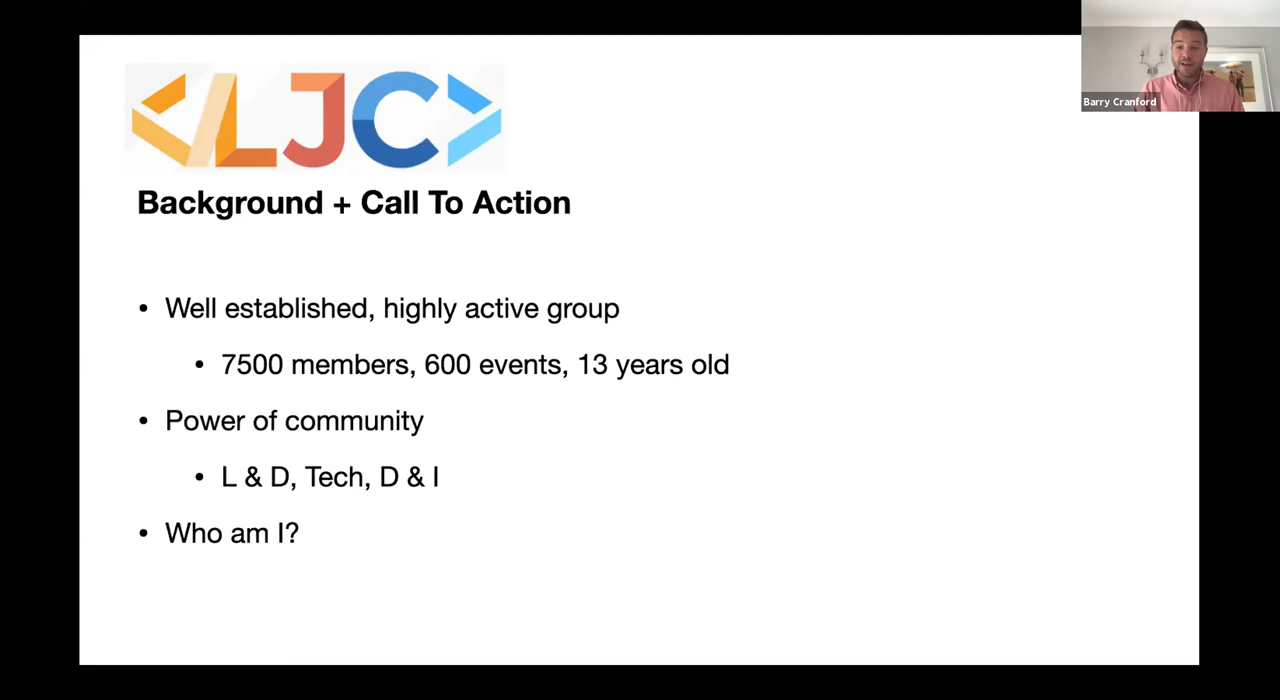 <LJC>
Barry Cranford
Background + Call To Action
• Well established, highly active group
• 7500 members, 600 events, 13 years old
• Power of community
• L & D, Tech, D & I
• Who am I?